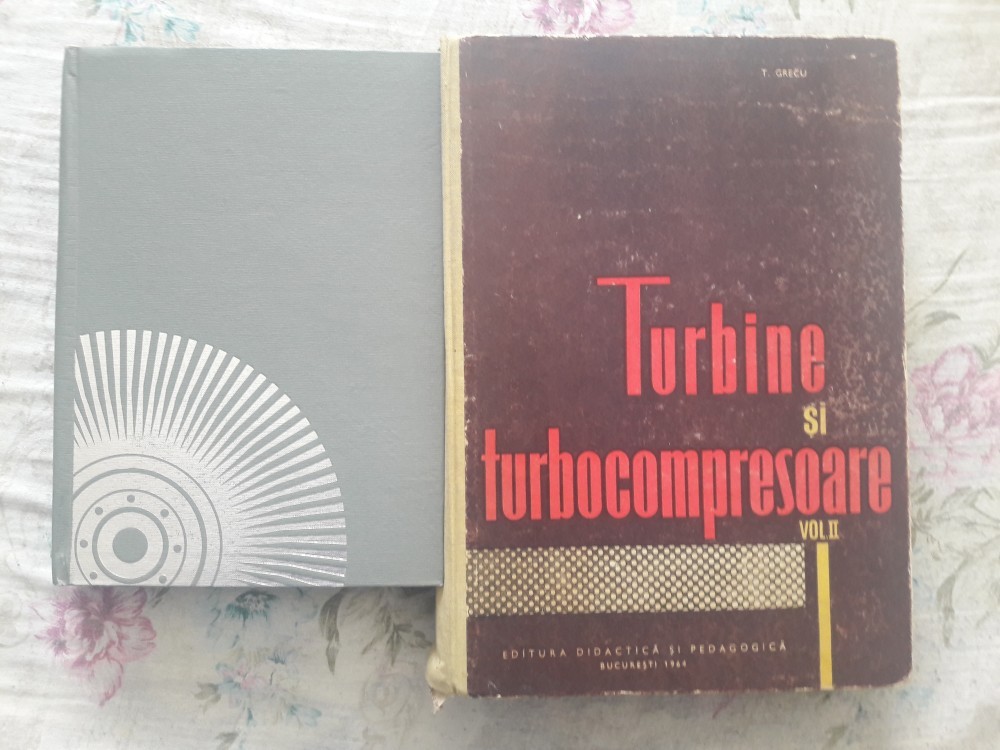 T. GRECU
Turbine
și
turbocompresoare
VOL.II
EDITURA DIDACTICĂ ȘI PEDAGOGICĂ
BUCUREȘTI 1964